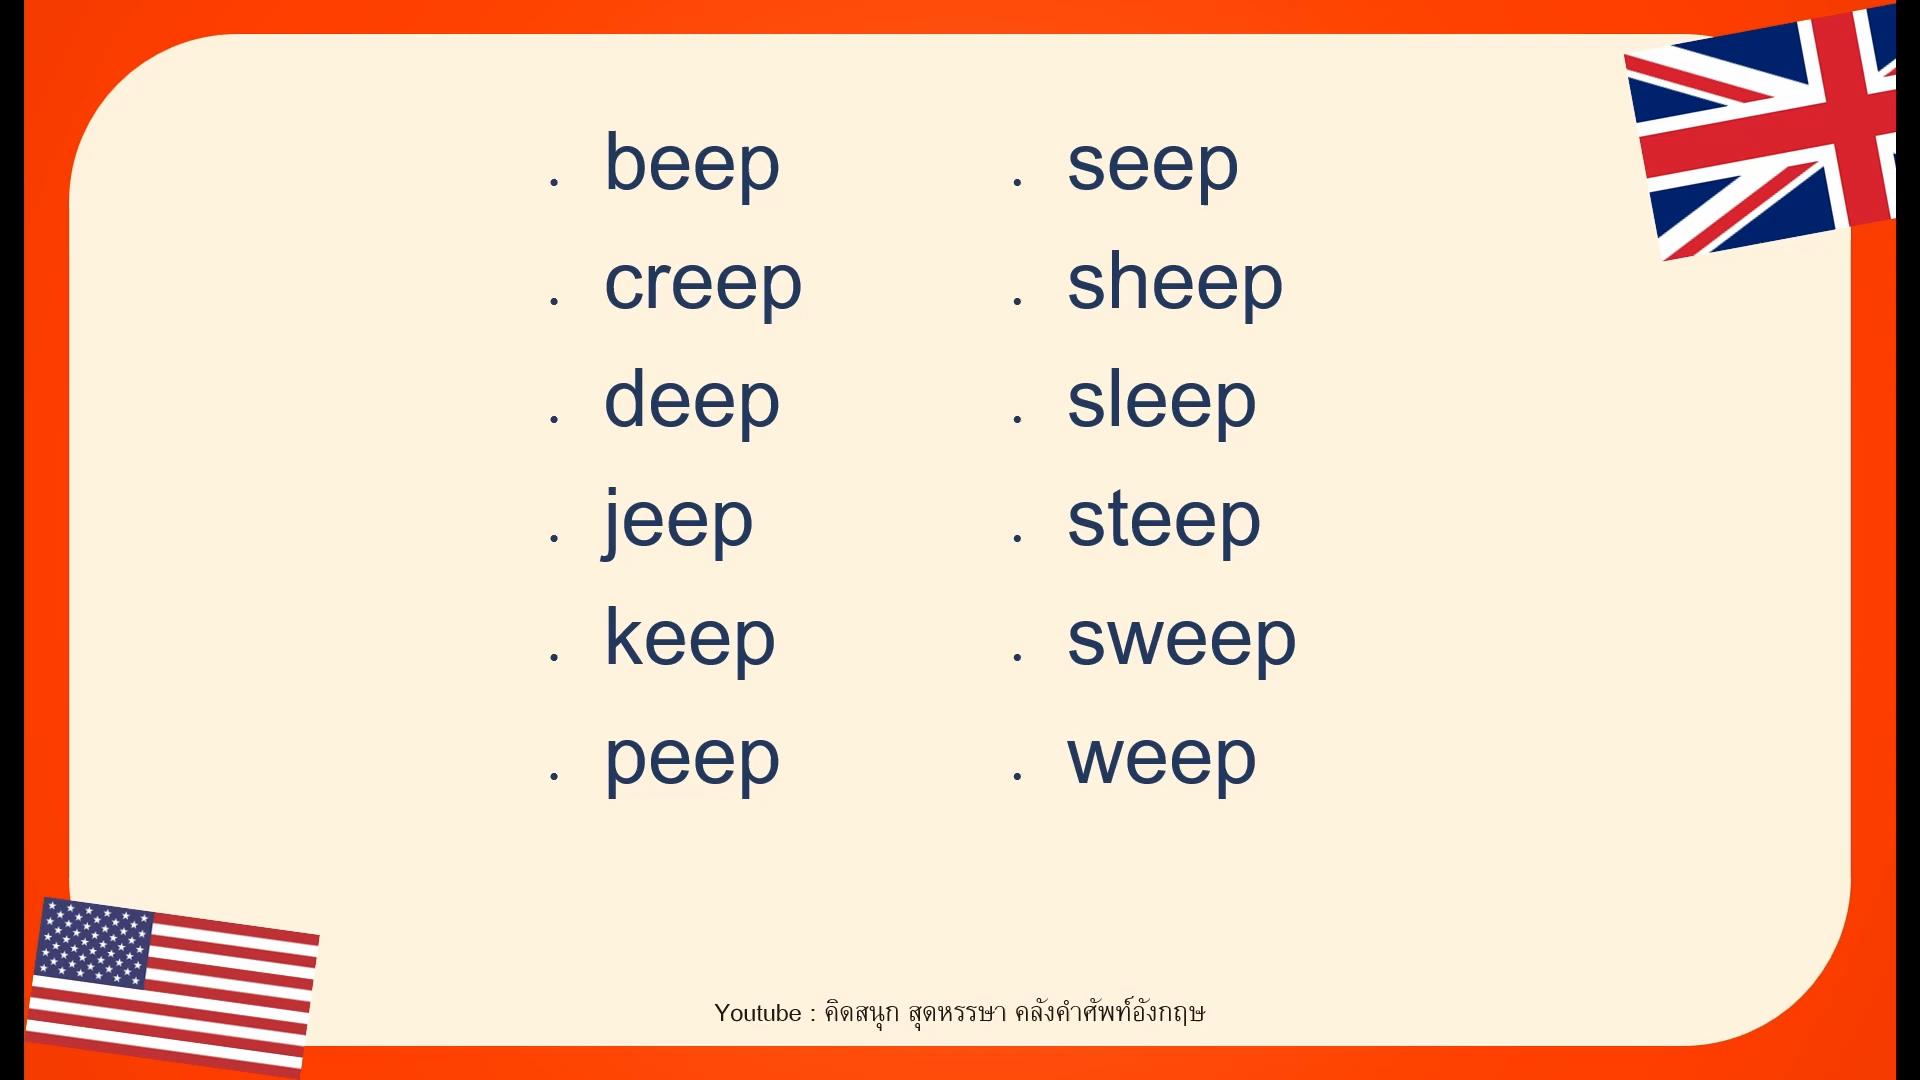 . beep
. creep
. deep
. jeep
. keep
. peep
. seep
. sheep
. sleep
. steep
. sweep
. weep
Youtube : คิดสนุก สุดหรรษา คลังคำศัพท์อังกฤษ